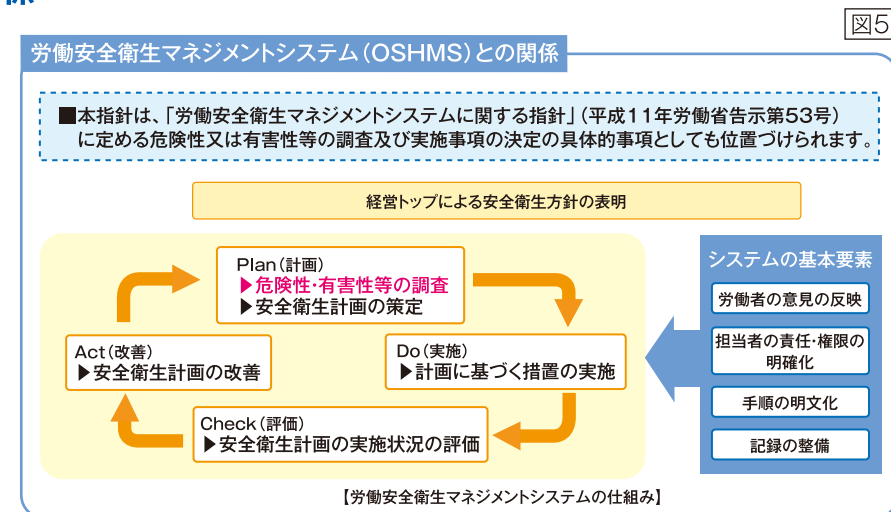 図5
労働安全衛生マネジメントシステム(OSHMS)との関係
■本指針は、「労働安全衛生マネジメントシステムに関する指針」(平成11年労働省告示第53号)
に定める危険性又は有害性等の調査及び実施事項の決定の具体的事項としても位置づけられます。
経営トップによる安全衛生方針の表明
Plan(計画)
▶危険性・有害性等の調査
▶安全衛生計画の策定
Do(実施)
▶計画に基づく措置の実施
Check(評価)
▶安全衛生計画の実施状況の評価
Act(改善)
▶安全衛生計画の改善
システムの基本要素
労働者の意見の反映
担当者の責任・権限の
明確化
手順の明文化
記録の整備
【労働安全衛生マネジメントシステムの仕組み】